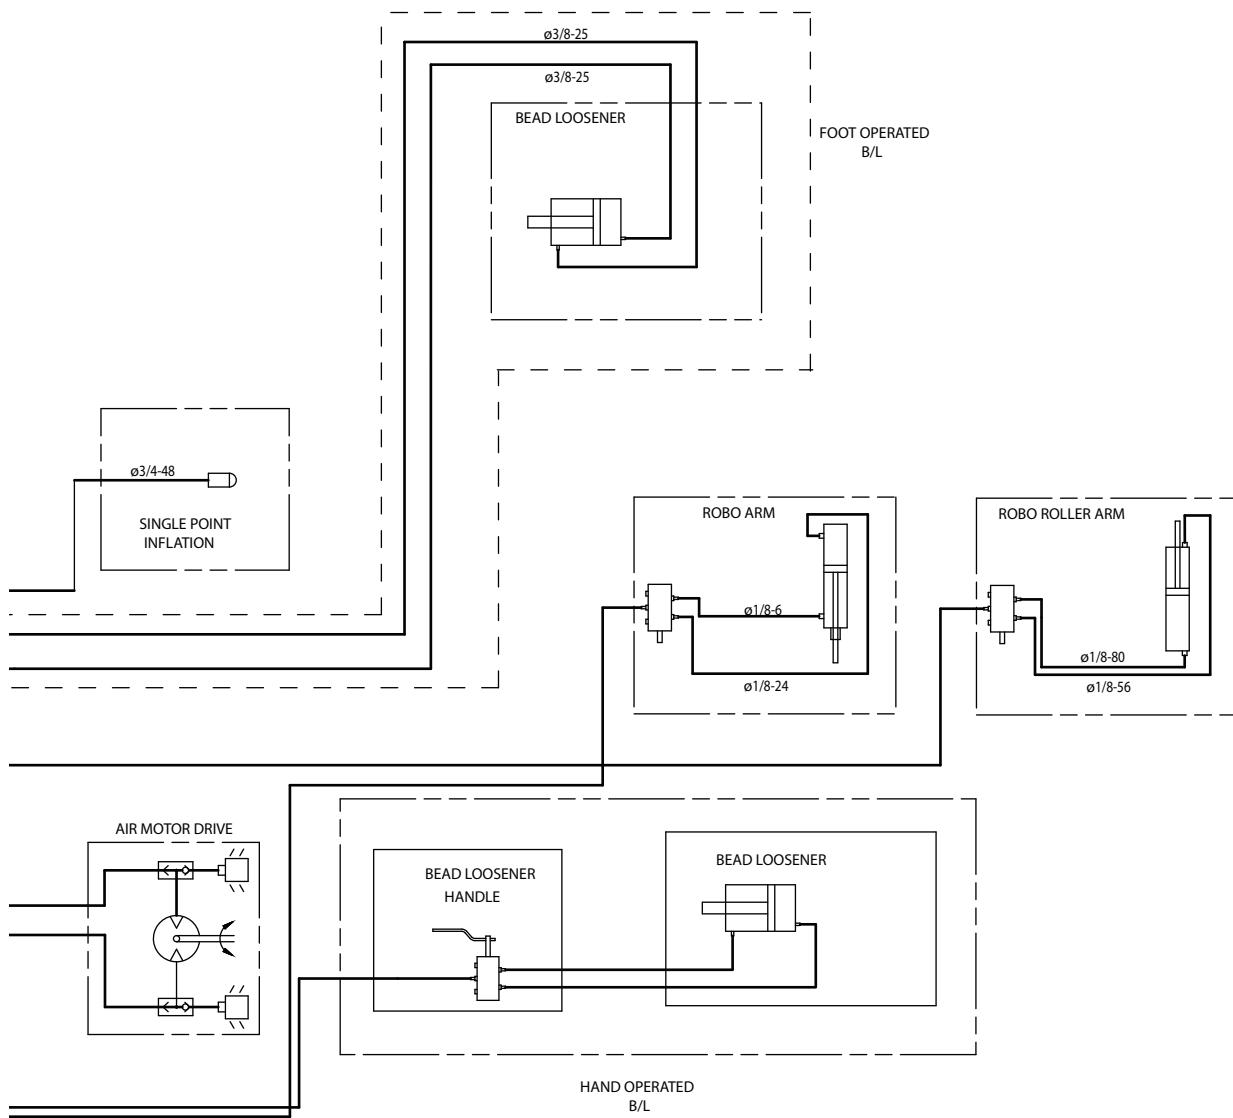 ø3/8-25
ø3/8-25
BEAD LOOSENER
FOOT OPERATED
B/L
ø3/4-48
SINGLE POINT
INFLATION
ROBO ARM
ø1/8-6
ø1/8-24
ROBO ROLLER ARM
ø1/8-80
ø1/8-56
AIR MOTOR DRIVE
BEAD LOOSENER
HANDLE
BEAD LOOSENER
HAND OPERATED
B/L